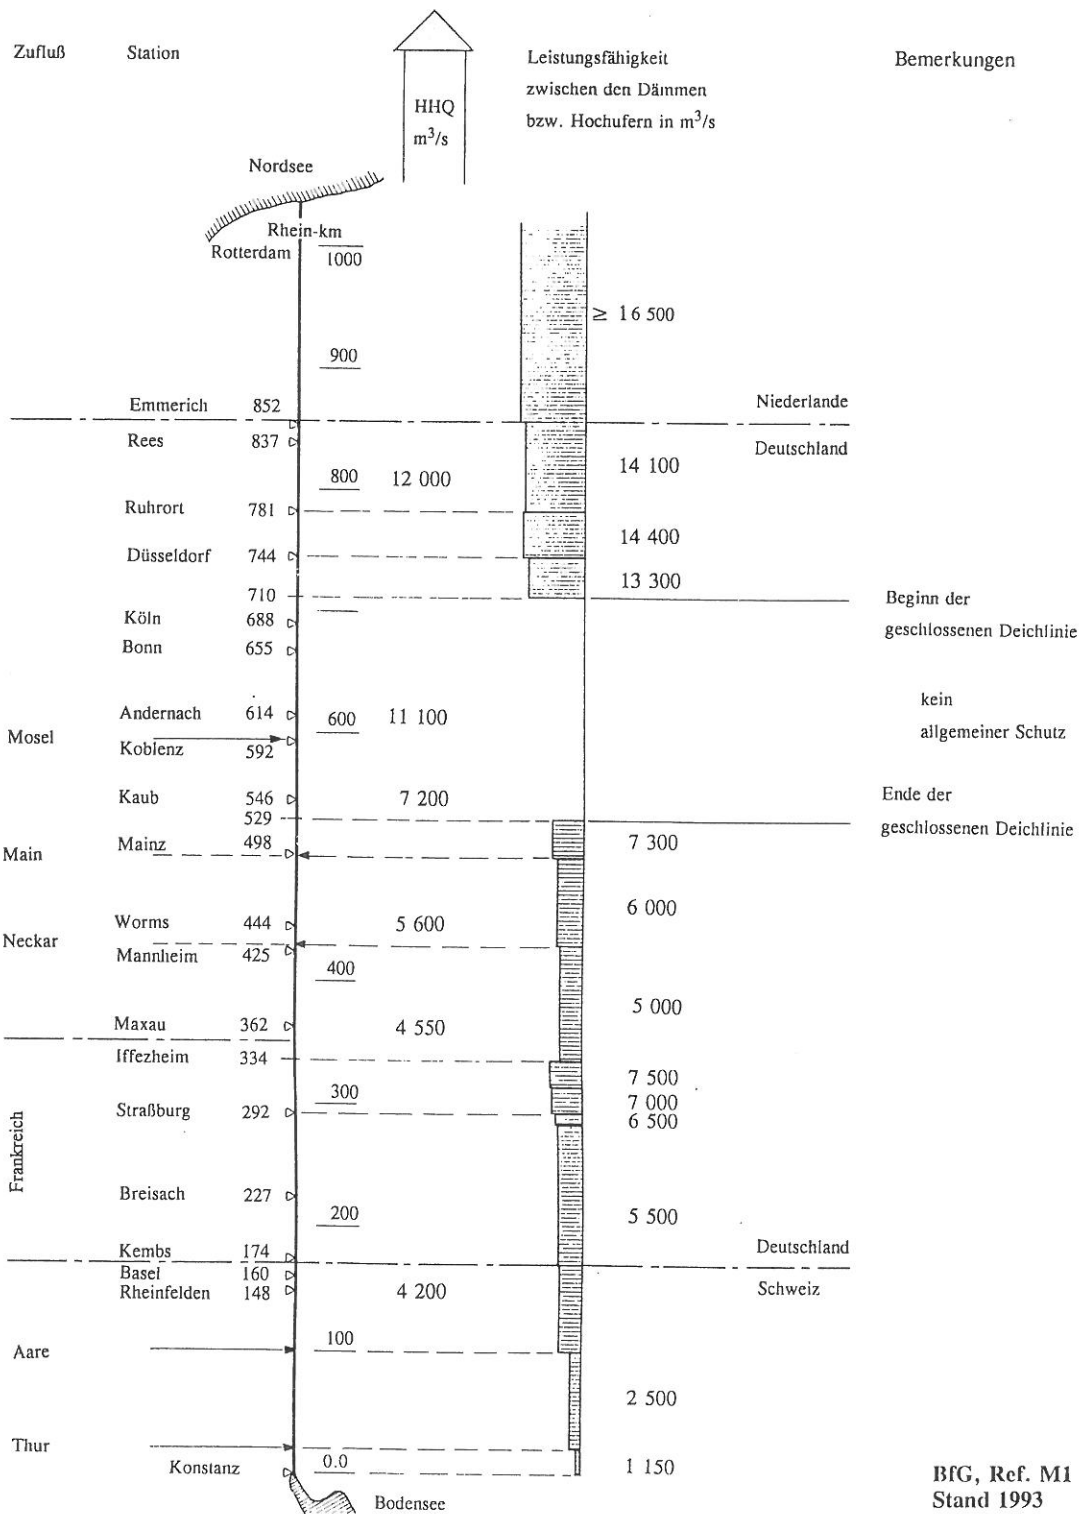 Zufluß Station Leistungsfähigkeit Bemerkungen
zwischen den Dämmen
HHQ bzw. Hochufern in m³/s
m³/s
Nordsee
Rhein-km
Rotterdam 1000
≥ 16 500
900
Emmerich 852 Niederlande
Rees 837 Deutschland
800 12 000 14 100
Ruhrort 781
14 400
Düsseldorf 744
13 300
710 Beginn der
Köln 688 geschlossenen Deichlinie
Bonn 655
kein
Andernach 614 600 11 100
Mosel allgemeiner Schutz
Koblenz 592
Kaub 546 7 200 Ende der
529 geschlossenen Deichlinie
Mainz 498 7 300
Main
6 000
Worms 444 5 600
Neckar
Mannheim 425
400
5 000
Maxau 362 4 550
Iffezheim 334
7 500
300 7 000
Straßburg 292 6 500
Frankreich
Breisach 227
200 5 500
Kembs 174 Deutschland
Basel 160
Rheinfelden 148 4 200 Schweiz
100
Aare
2 500
Thur
Konstanz 0.0 1 150
Bodensee
BfG, Ref. M1
Stand 1993